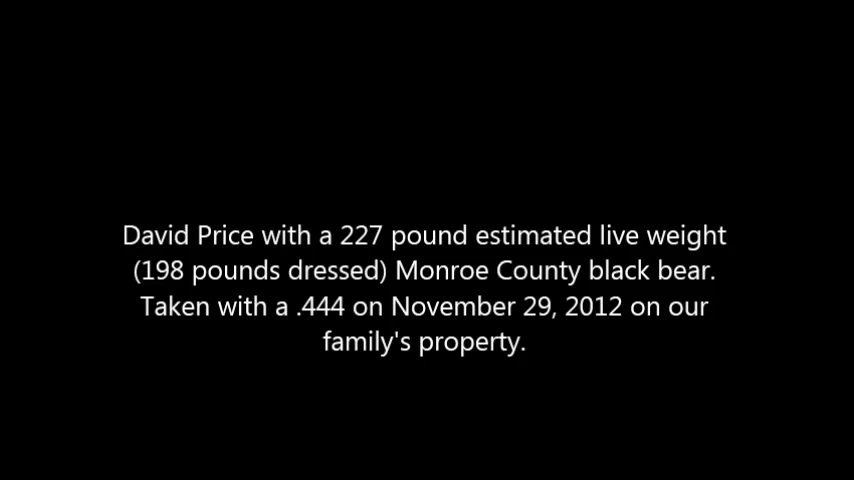 David Price with a 227 pound estimated live weight
(198 pounds dressed) Monroe County black bear.
Taken with a .444 on November 29, 2012 on our
family's property.